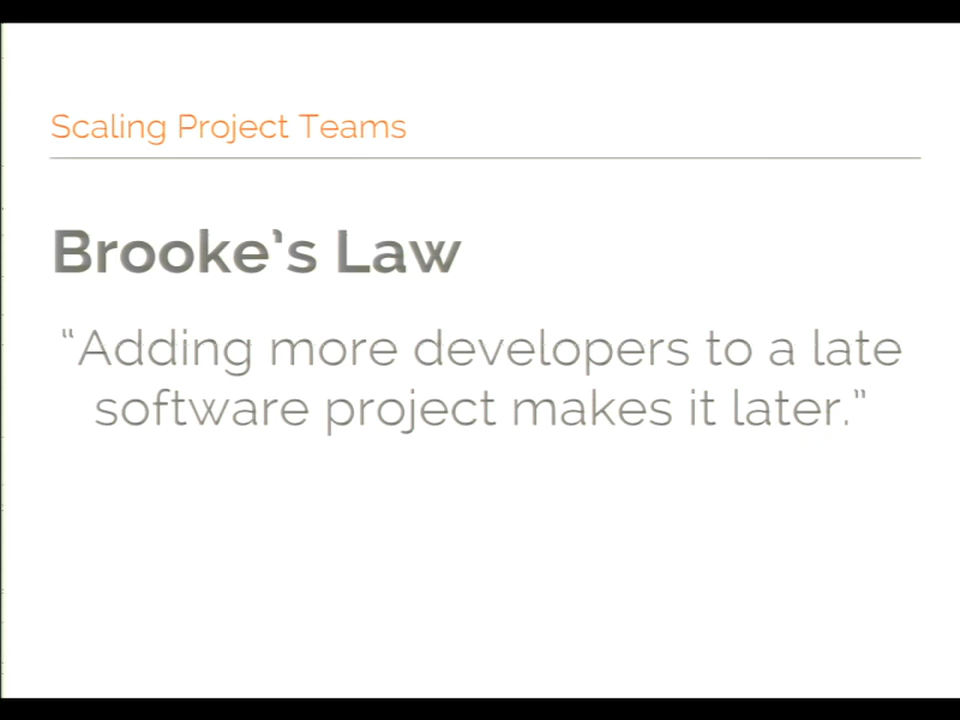 Scaling Project Teams
Brooke's Law
“Adding more developers to a late
software project makes it later.”